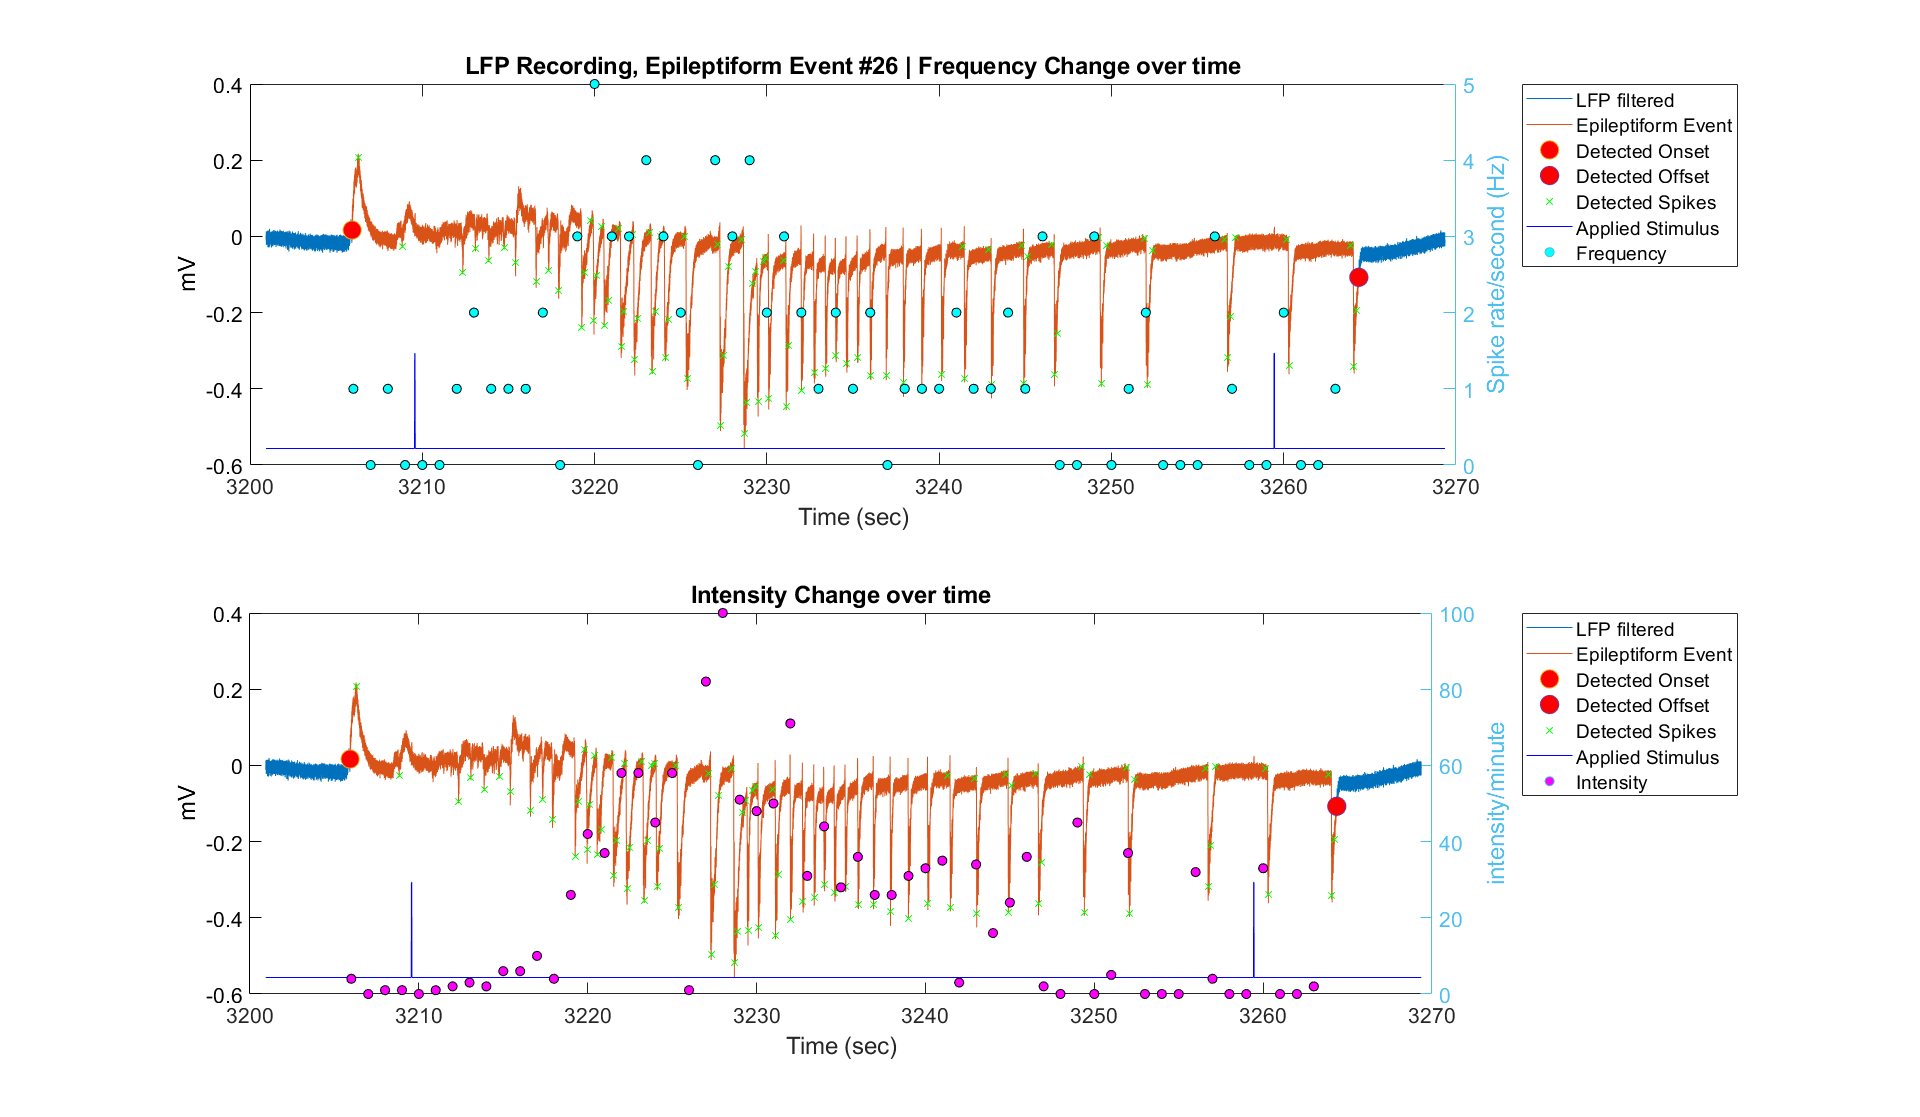 LFP Recording, Epileptiform Event #26 | Frequency Change over time
0.4
0.2
0
-0.2
-0.4
-0.6
mV
5
4
3
2
1
0
Spike rate/second (Hz)
3200 3210 3220 3230 3240 3250 3260 3270
Time (sec)
LFP filtered
Epileptiform Event
Detected Onset
Detected Offset
Detected Spikes
Applied Stimulus
Frequency
Intensity Change over time
0.4
0.2
0
-0.2
-0.4
-0.6
mV
100
80
60
40
20
0
intensity/minute
3200 3210 3220 3230 3240 3250 3260 3270
Time (sec)
LFP filtered
Epileptiform Event
Detected Onset
Detected Offset
Detected Spikes
Applied Stimulus
Intensity